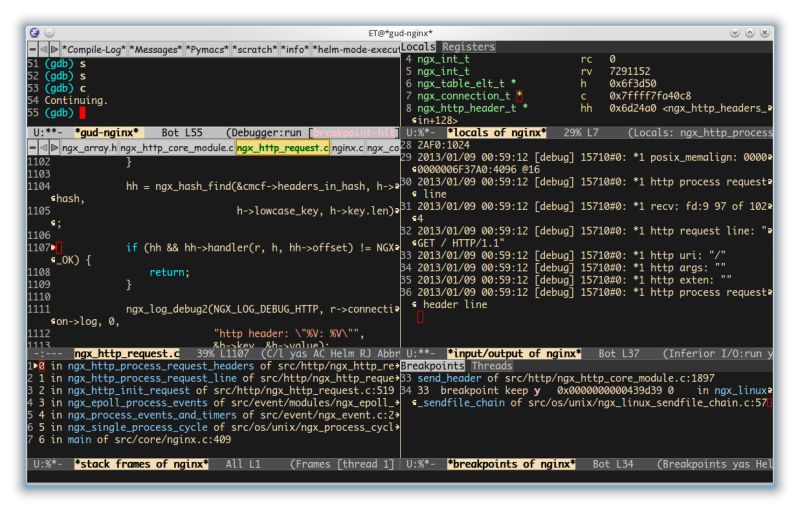 ET@*gud-nginx*
*Compile-Log* *Messages* *Pymacs* *scratch* *info* *helm-mode-execut
51 (gdb) s
52 (gdb) s
53 (gdb) c
54 Continuing.
55 (gdb)
U:**- *gud-nginx* Bot L55 (Debugger:run [breakpoint-hit]
ngx_array.h ngx_http_core_module.c ngx_http_request.c nginx.c ngx_co
1102 }
1103
1104 hh = ngx_hash_find(&cmcf->headers_in_hash, h->
hash,
1105 h->lowcase_key, h->key.len)
;
1106
1107 if (hh && hh->handler(r, h, hh->offset) != NGX
_OK) {
1108 return;
1109 }
1110
1111 ngx_log_debug2(NGX_LOG_DEBUG_HTTP, r->connecti
on->log, 0,
1112 "http header: \"%V: %V\"",
1113 &h->key, &h->value);
-:--- ngx_http_request.c 39% L1107 (C/l yas AC Helm RJ Abbr
1 0 in ngx_http_process_request_headers of src/http/ngx_http_re
2 1 in ngx_http_process_request_line of src/http/ngx_http_reque
3 2 in ngx_http_init_request of src/http/ngx_http_request.c:519
4 3 in ngx_epoll_process_events of src/event/modules/ngx_epoll_
5 4 in ngx_process_events_and_timers of src/event/ngx_event.c:2
6 5 in ngx_single_process_cycle of src/os/unix/ngx_process_cycl
7 6 in main of src/core/nginx.c:409
U:%*- *stack frames of nginx* All L1 (Frames [thread 1]
Locals Registers
4 ngx_int_t rc 0
5 ngx_int_t rv 7291152
6 ngx_table_elt_t * h 0x6f3d50
7 ngx_connection_t * c 0x7ffff7fa40c8
8 ngx_http_header_t * hh 0x6d24a0 <ngx_http_headers_
in+128>
U:%*- *locals of nginx* 29% L7 (Locals: ngx_http_process
28 2AF0:1024
29 2013/01/09 00:59:12 [debug] 15710#0: *1 posix_memalign: 0000
0000006F37A0:4096 @16
30 2013/01/09 00:59:12 [debug] 15710#0: *1 http process request
line
31 2013/01/09 00:59:12 [debug] 15710#0: *1 recv: fd:9 97 of 102
4
32 2013/01/09 00:59:12 [debug] 15710#0: *1 http request line: "
GET / HTTP/1.1"
33 2013/01/09 00:59:12 [debug] 15710#0: *1 http uri: "/"
34 2013/01/09 00:59:12 [debug] 15710#0: *1 http args: ""
35 2013/01/09 00:59:12 [debug] 15710#0: *1 http exten: ""
36 2013/01/09 00:59:12 [debug] 15710#0: *1 http process request
header line
U:**- *input/output of nginx* Bot L37 (Inferior I/O:run y
Breakpoints Threads
33 send_header of src/http/ngx_http_core_module.c:1897
34 33 breakpoint keep y 0x0000000000439d39 0 in ngx_linux
_sendfile_chain of src/os/unix/ngx_linux_sendfile_chain.c:57
U:%*- *breakpoints of nginx* Bot L34 (Breakpoints yas Hel